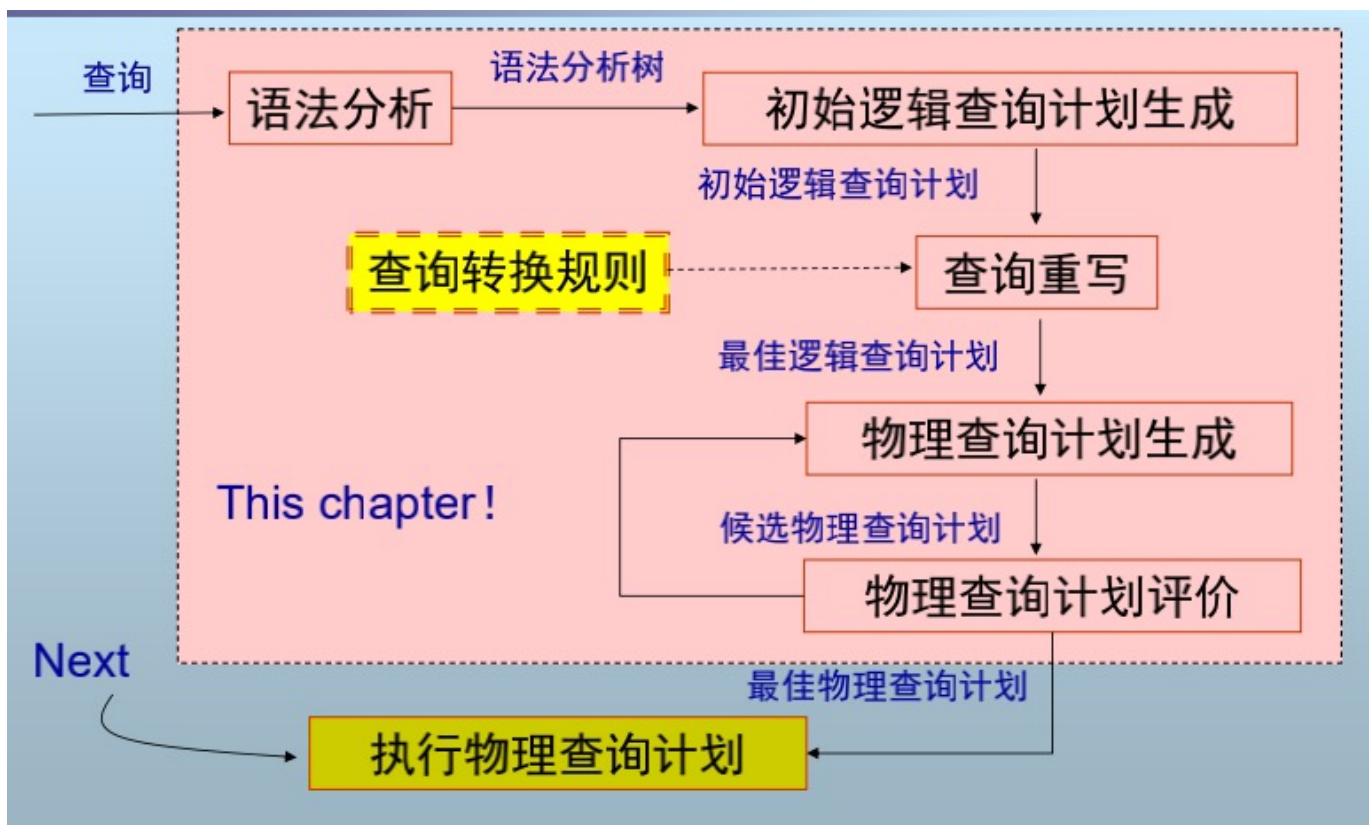 查询
语法分析
语法分析树
初始逻辑查询计划生成
初始逻辑查询计划
查询转换规则
查询重写
最佳逻辑查询计划
物理查询计划生成
This chapter!
候选物理查询计划
物理查询计划评价
Next
最佳物理查询计划
执行物理查询计划